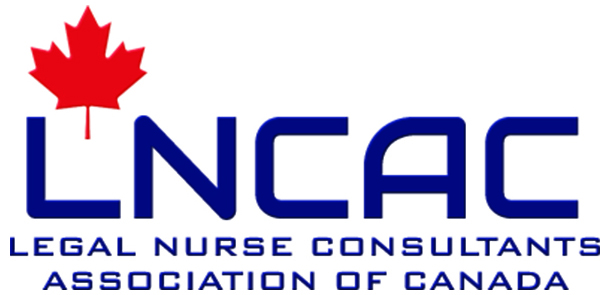 LNCAC
LEGAL NURSE CONSULTANTS
ASSOCIATION OF CANADA